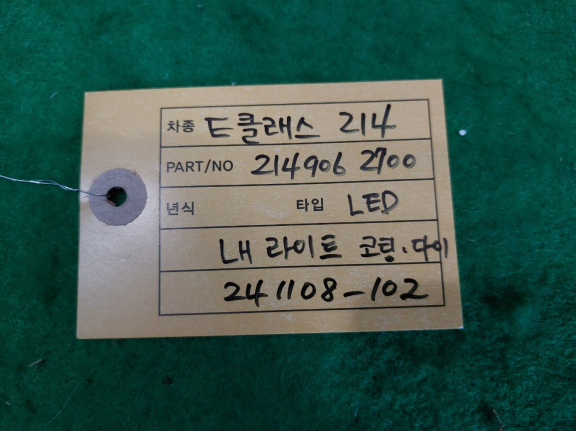 차종 E클래스 214
PART/NO 214906 2700
년식 타입 LED
내 라이트 코팅.다이
241108-102